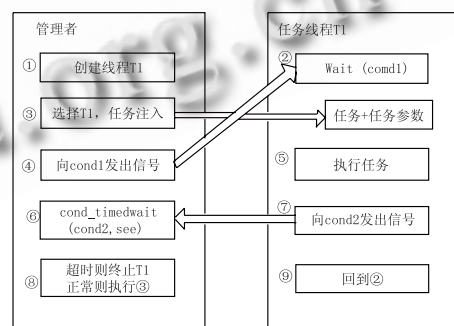 管理者
① 创建线程T1
③ 选择T1，任务注入
④ 向cond1发出信号
⑥ cond_timedwait
(cond2,see)
⑧ 超时则终止T1
正常则执行③
任务线程T1
② Wait (comd1)
任务+任务参数
⑤ 执行任务
⑦ 向cond2发出信号
⑨ 回到②